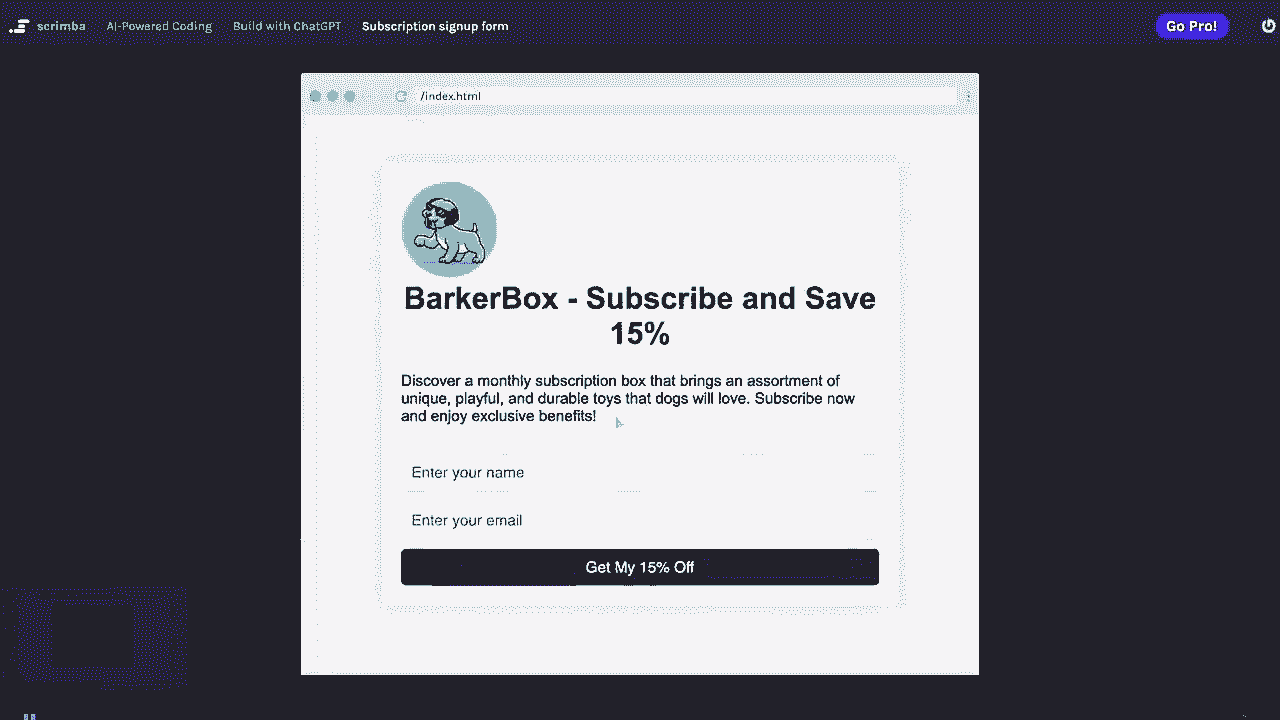 scrimba AI-Powered Coding Build with ChatGPT Subscription signup form Go Pro!
/index.html
BarkerBox - Subscribe and Save
15%
Discover a monthly subscription box that brings an assortment of
unique, playful, and durable toys that dogs will love. Subscribe now
and enjoy exclusive benefits!
Enter your name
Enter your email
Get My 15% Off